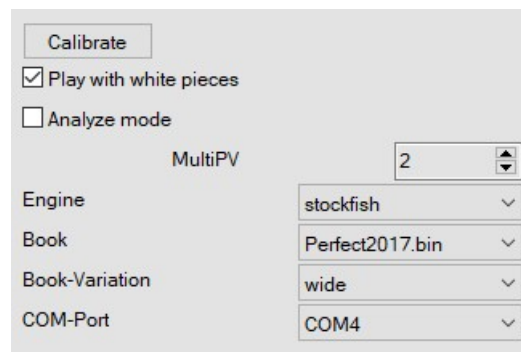 Calibrate
Play with white pieces
Analyze mode
MultiPV 2
Engine stockfish
Book Perfect2017.bin
Book-Variation wide
COM-Port COM4